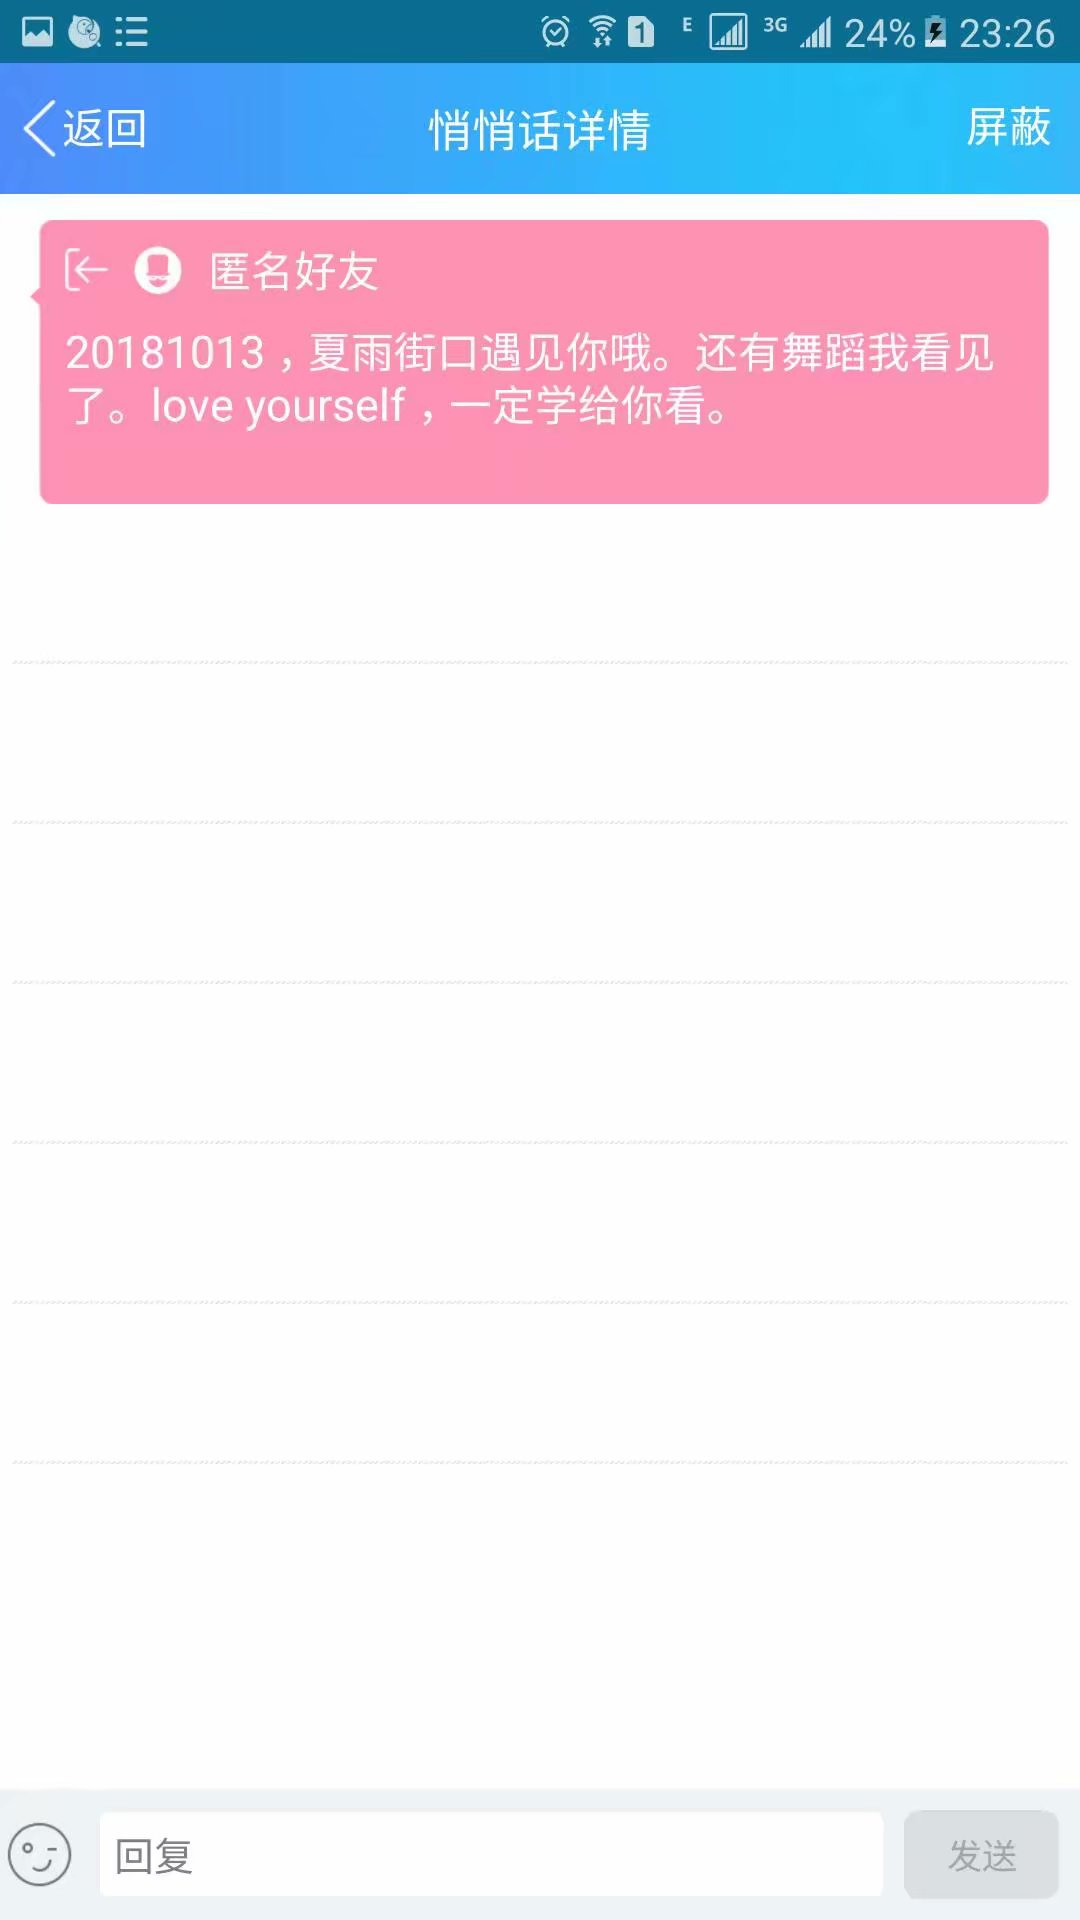 1 E 3G 24% 23:26
返回 悄悄话详情 屏蔽
匿名好友
20181013，夏雨街口遇见你哦。还有舞蹈我看见
了。love yourself，一定学给你看。
回复 发送